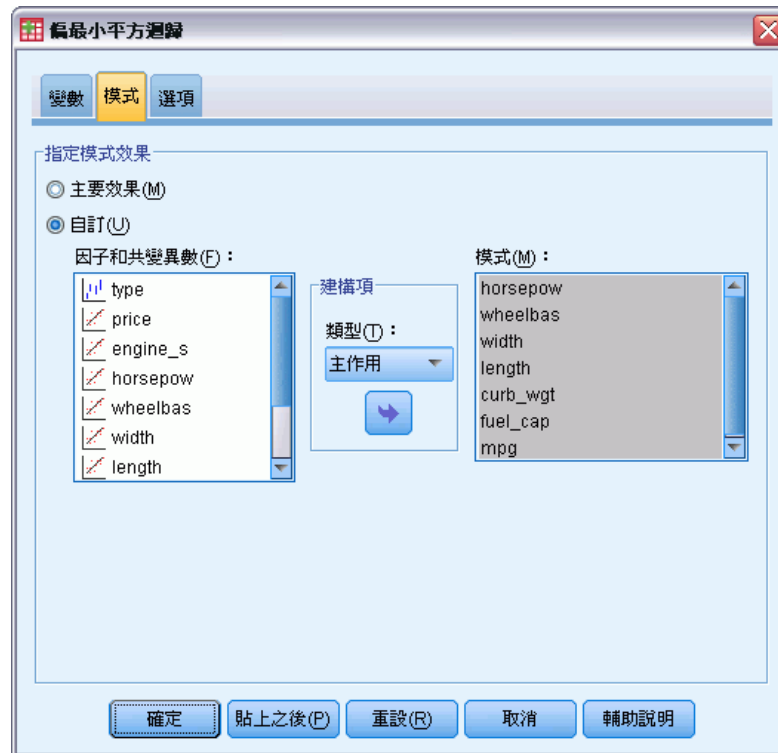 偏最小平方迴歸
變數 模式 選項
指定模式效果
主要效果(M)
自訂(U)
因子和共變異數(F)：
type
price
engine_s
horsepow
wheelbas
width
length
建構項
類型(T)：
主作用
模式(M)：
horsepow
wheelbas
width
length
curb_wgt
fuel_cap
mpg
確定 貼上之後(P) 重設(R) 取消 輔助說明